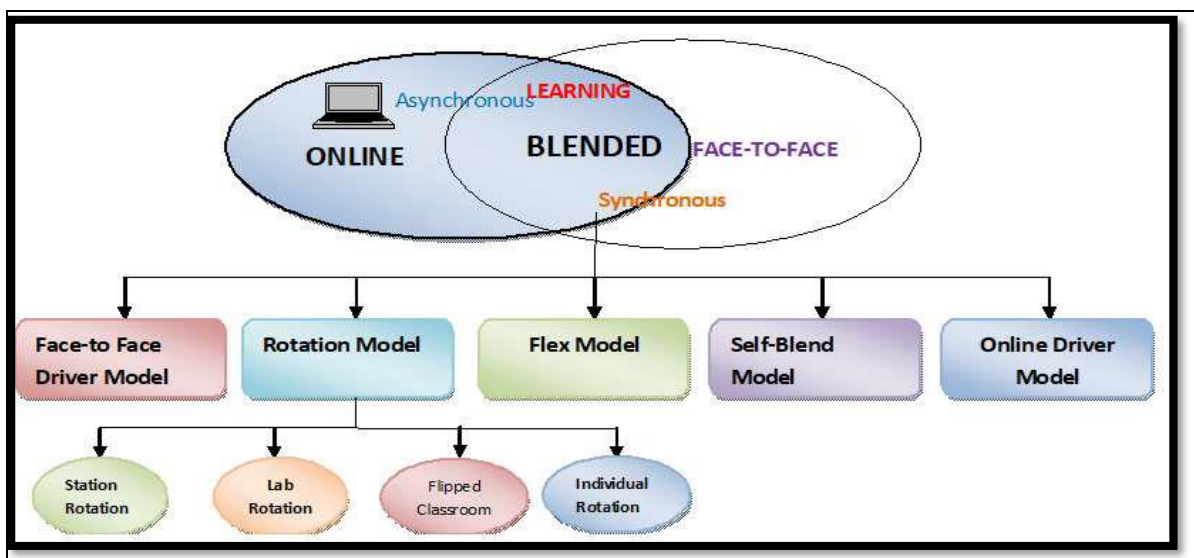 Asynchronous
LEARNING
ONLINE
BLENDED
FACE-TO-FACE
Synchronous
Face-to Face
Driver Model
Rotation Model
Flex Model
Self-Blend
Model
Online Driver
Model
Station
Rotation
Lab
Rotation
Flipped
Classroom
Individual
Rotation